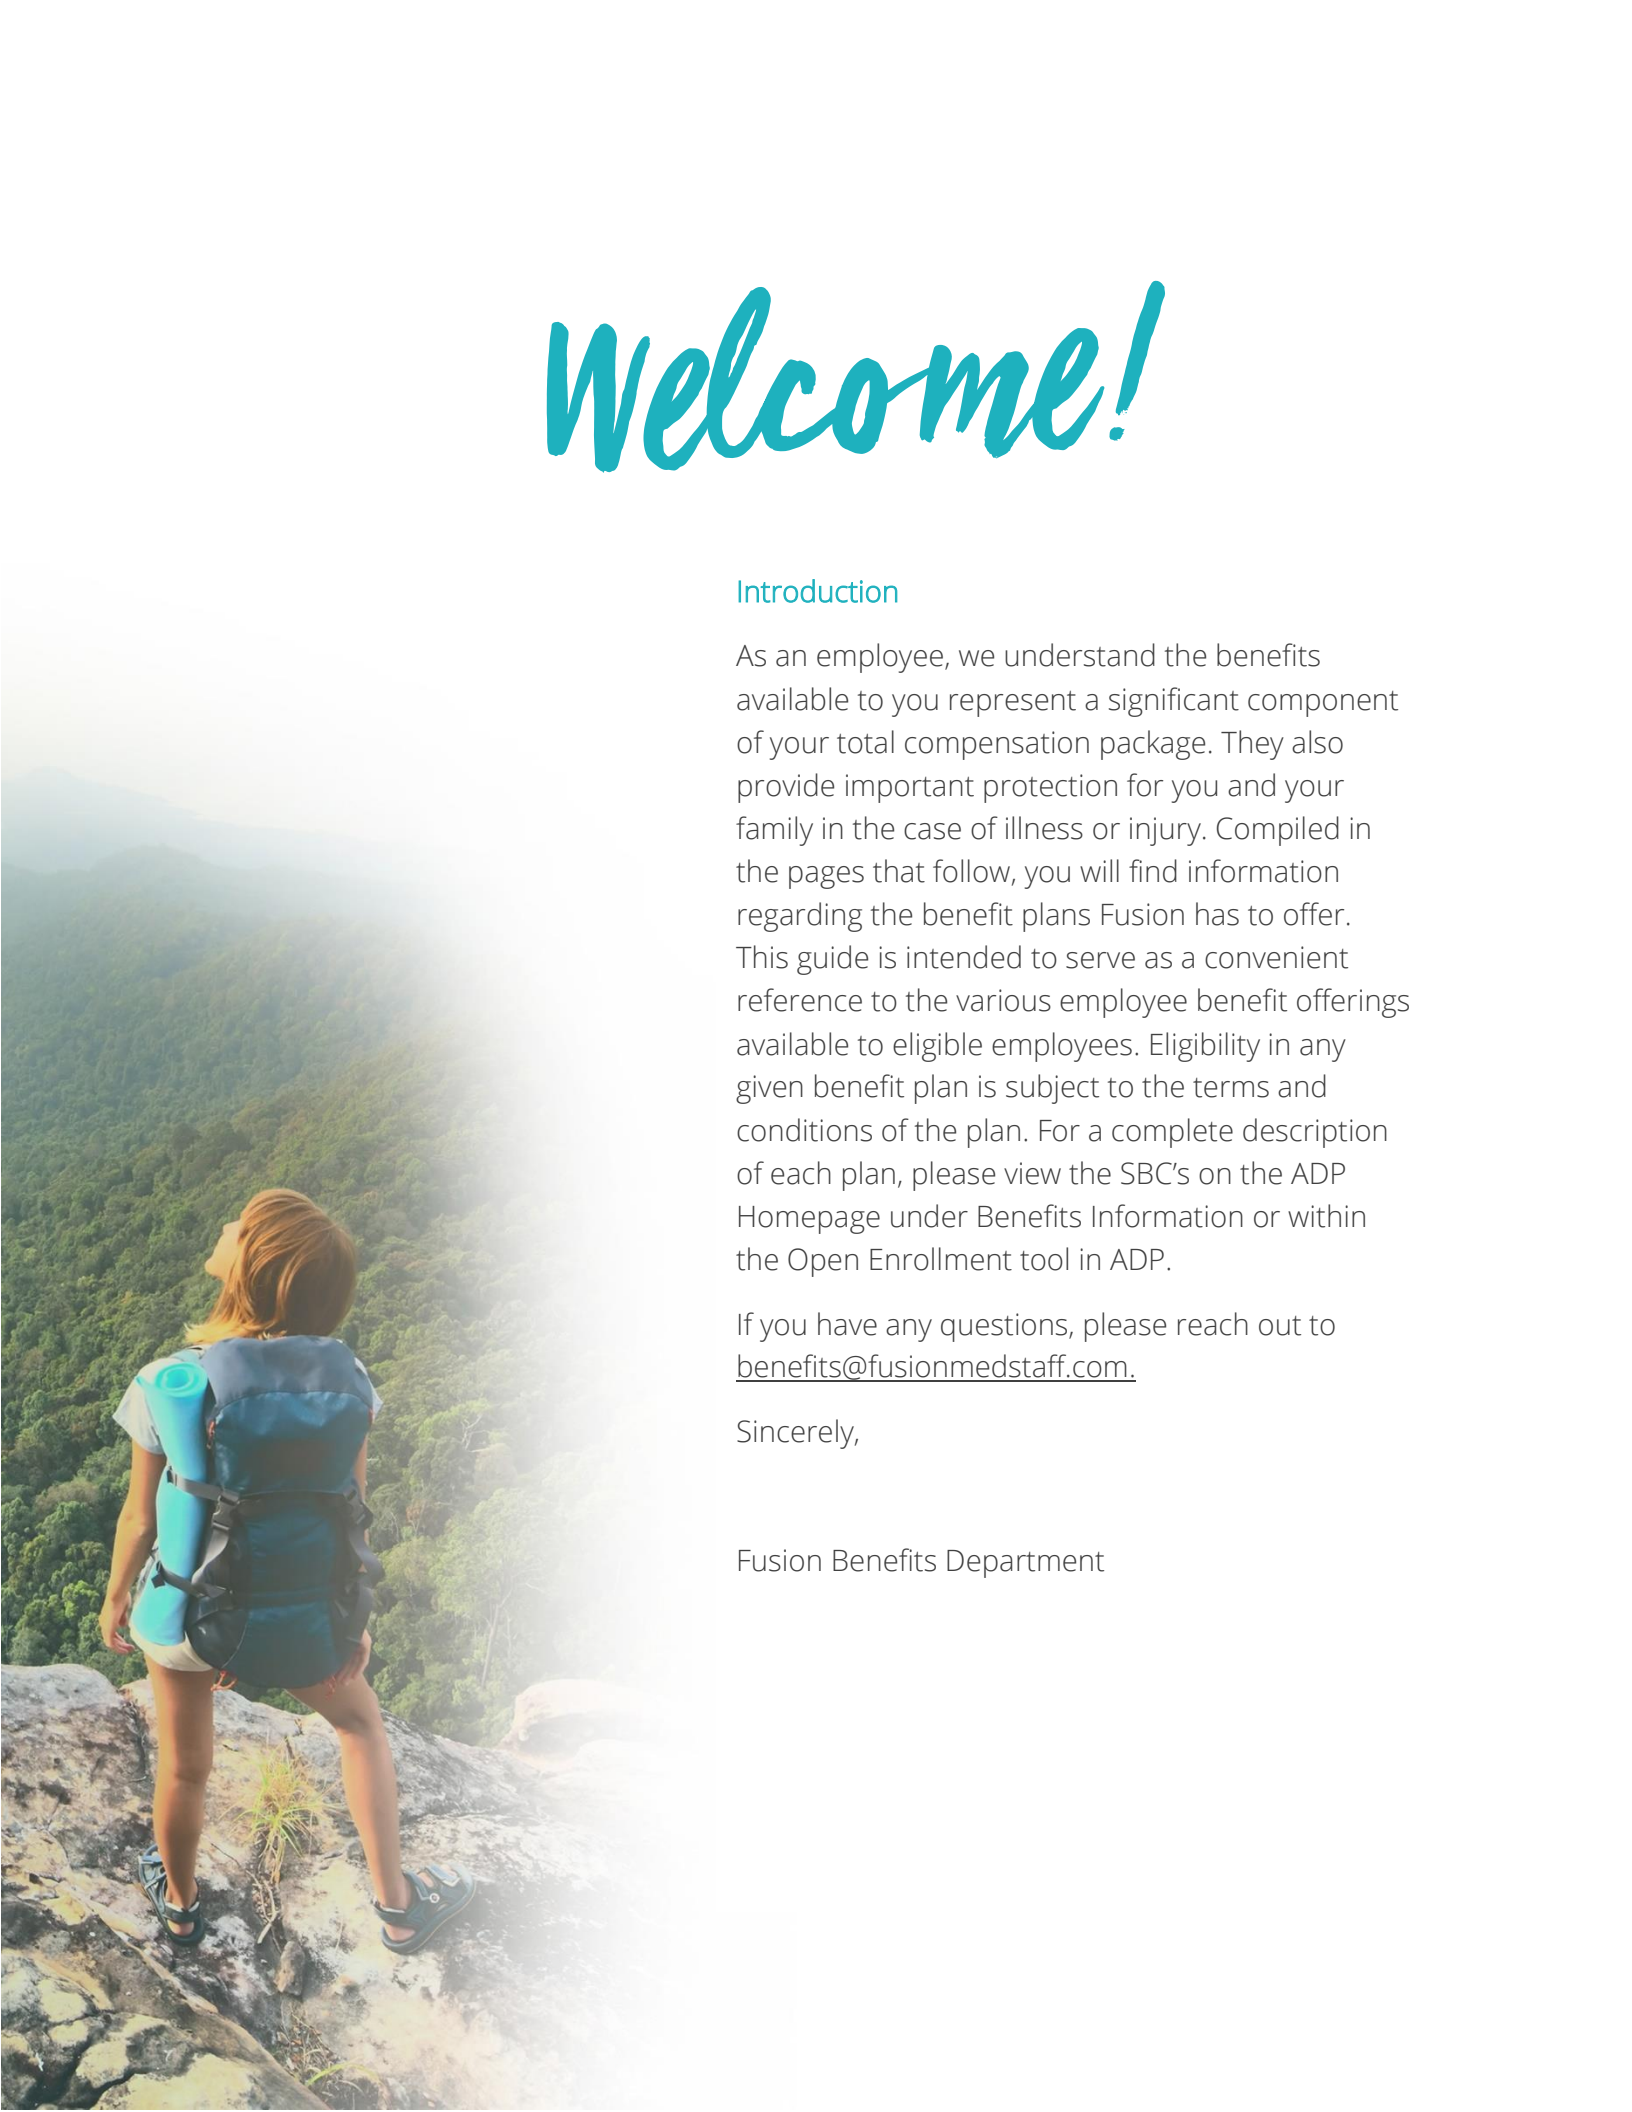 Welcome!
Introduction
As an employee, we understand the benefits
available to you represent a significant component
of your total compensation package. They also
provide important protection for you and your
family in the case of illness or injury. Compiled in
the pages that follow, you will find information
regarding the benefit plans Fusion has to offer.
This guide is intended to serve as a convenient
reference to the various employee benefit offerings
available to eligible employees. Eligibility in any
given benefit plan is subject to the terms and
conditions of the plan. For a complete description
of each plan, please view the SBC’s on the ADP
Homepage under Benefits Information or within
the Open Enrollment tool in ADP.
If you have any questions, please reach out to
benefits@fusionmedstaff.com.
Sincerely,
Fusion Benefits Department